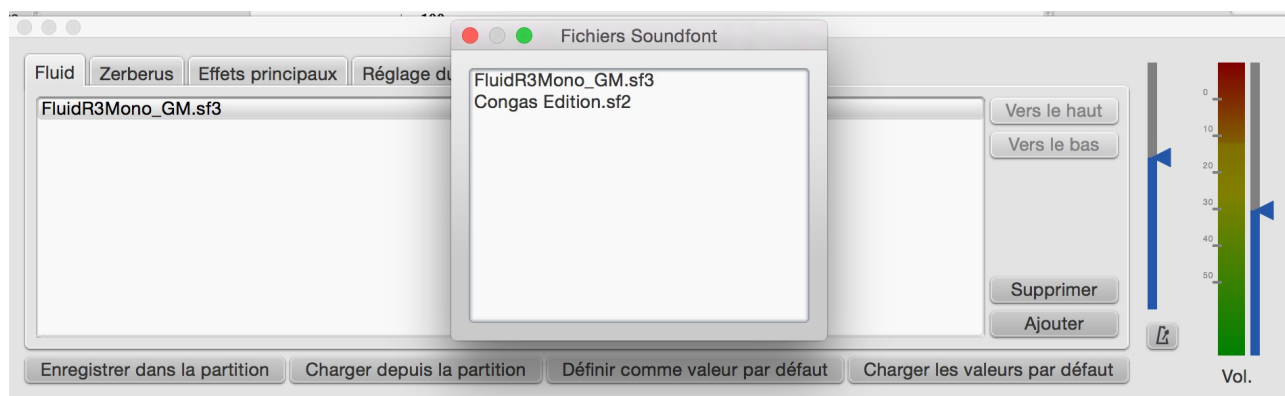 Fichiers Soundfont
Fluid Zerberus Effets principaux Réglage du
FluidR3Mono_GM.sf3
FluidR3Mono_GM.sf3
Congas Edition.sf2
Vers le haut
Vers le bas
Supprimer
Ajouter
0
10
20
30
40
50
Enregistrer dans la partition Charger depuis la partition Définir comme valeur par défaut Charger les valeurs par défaut
Vol.